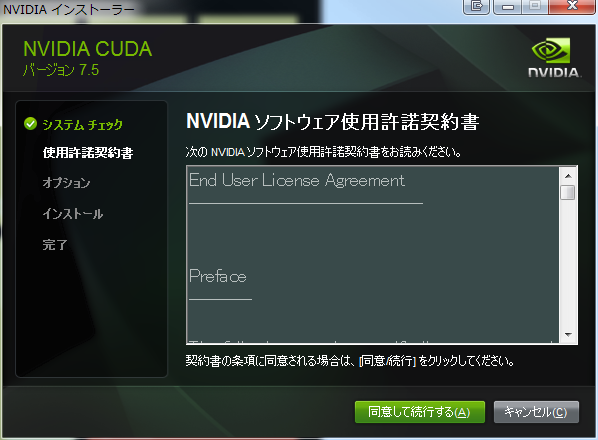 NVIDIA インストーラー
NVIDIA CUDA
バージョン 7.5
NVIDIA.
システム チェック
使用許諾契約書
オプション
インストール
完了
NVIDIA ソフトウェア使用許諾契約書
次の NVIDIA ソフトウェア使用許諾契約書をお読みください。
End User License Agreement
Preface
契約書の条項に同意される場合は、[同意/続行] をクリックしてください。
同意して続行する(A)
キャンセル(C)